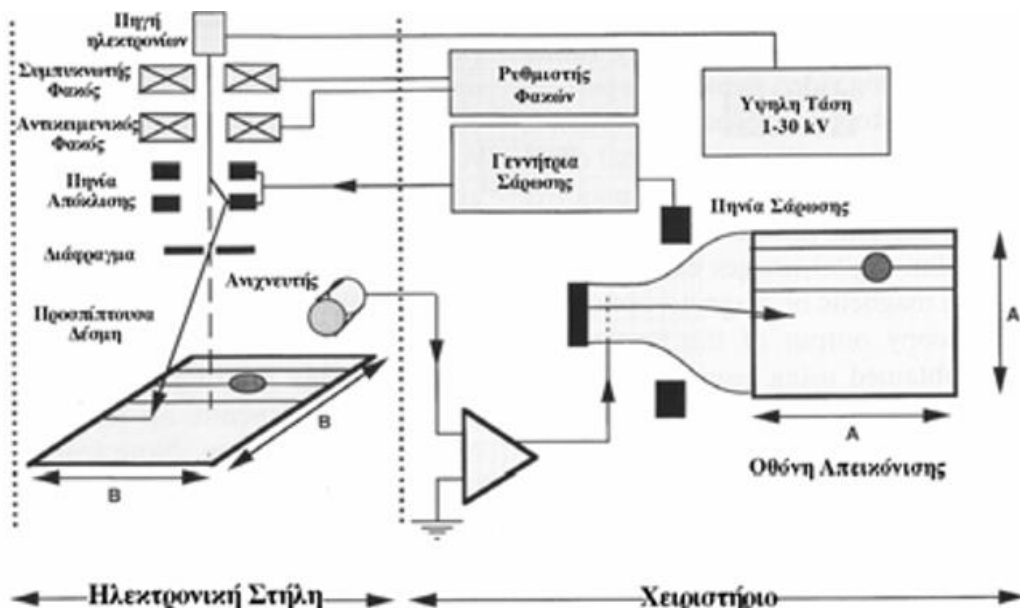 Πηγή
ηλεκτρονίων
Συμπυκνωτής
Φακός
Αντικειμενικός
Φακός
Πηνία
Απόκλισης
Διάφραγμα
Ανιχνευτής
Προσπίπτουσα
Δέσμη
B
B
Ρυθμιστής
Φακών
Υψηλη Τάση
1-30 kV
Γεννήτρια
Σάρωσης
Πηνία Σάρωσης
A
A
Οθόνη Απεικόνισης
Ηλεκτρονική Στήλη
Χειριστήριο